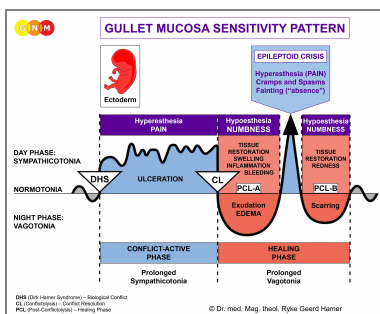 GNM
GULLET MUCOSA SENSITIVITY PATTERN
Ectoderm
EPILEPTOID CRISIS
Hyperesthesia (PAIN)
Cramps and Spasms
Fainting (“absence”)
Hyperesthesia
PAIN
Hypoesthesia
NUMBNESS
Hypoesthesia
NUMBNESS
DAY PHASE:
SYMPATHICOTONIA
TISSUE
RESTORATION
SWELLING
INFLAMMATION
BLEEDING
TISSUE
RESTORATION
REDNESS
DHS
ULCERATION
CL
PCL-A
PCL-B
NORMOTONIA
NIGHT PHASE:
VAGOTONIA
Exudation
EDEMA
Scarring
CONFLICT-ACTIVE
PHASE
HEALING
PHASE
Prolonged
Sympathicotonia
Prolonged
Vagotonia
DHS (Dirk Hamer Syndrome) – Biological Conflict
CL (Conflictolysis) – Conflict Resolution
PCL (Post-Conflictolysis) – Healing Phase
© Dr. med. Mag. theol. Ryke Geerd Hamer